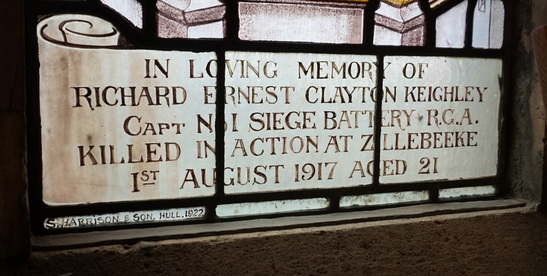 IN LOVING MEMORY OF
RICHARD ERNEST CLAYTON KEIGHLEY
CAPT NO I SIEGE BATTERY · R.G.A.
KILLED IN ACTION AT ZILLEBEEKE
1ST AUGUST 1917 AGED 21
S. HARRISON & SON, HULL. 1922